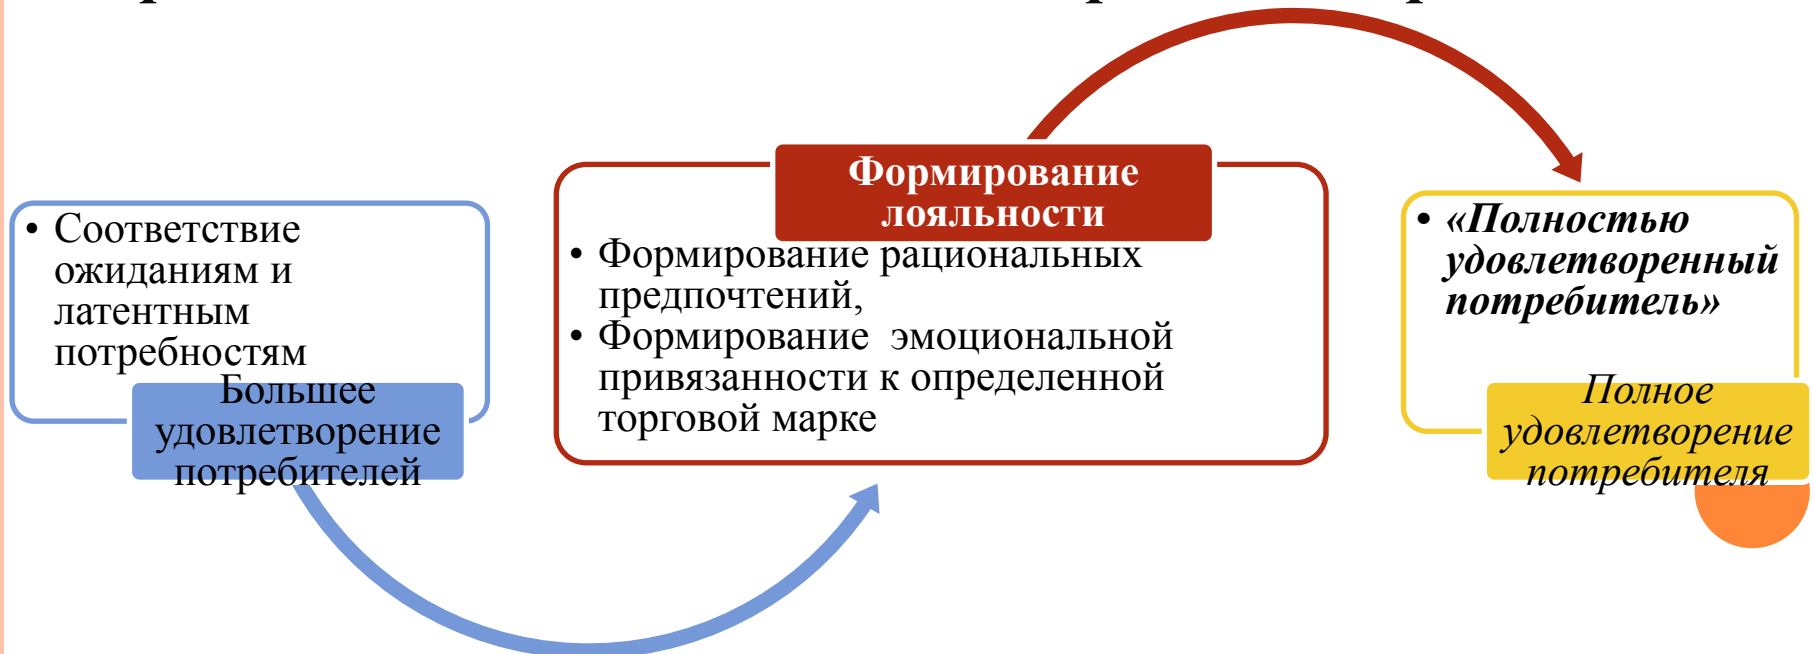 • Соответствие
ожиданиям и
латентным
потребностям
Большее
удовлетворение
потребителей
Формирование
лояльности
• Формирование рациональных
предпочтений,
• Формирование эмоциональной
привязанности к определенной
торговой марке
• «Полностью
удовлетворенный
потребитель»
Полное
удовлетворение
потребителя